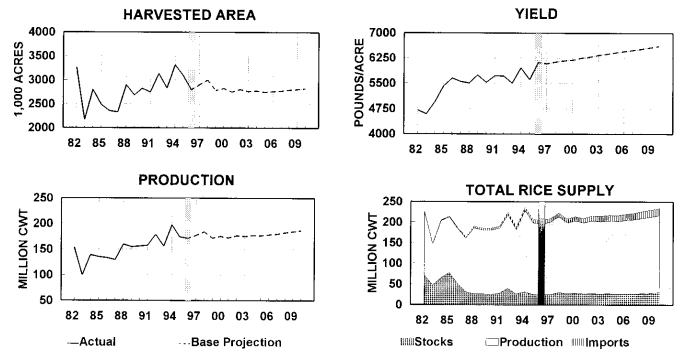 HARVESTED AREA
1,000 ACRES
4000
3500
3000
2500
2000
82 85 88 91 94 97 00 03 06 09
YIELD
POUNDS/ACRE
7000
6250
5500
4750
4000
82 85 88 91 94 97 00 03 06 09
PRODUCTION
MILLION CWT
250
200
150
100
50
82 85 88 91 94 97 00 03 06 09
Actual
Base Projection
TOTAL RICE SUPPLY
MILLION CWT
250
200
150
100
50
0
82 85 88 91 94 97 00 03 06 09
Stocks
Production
Imports